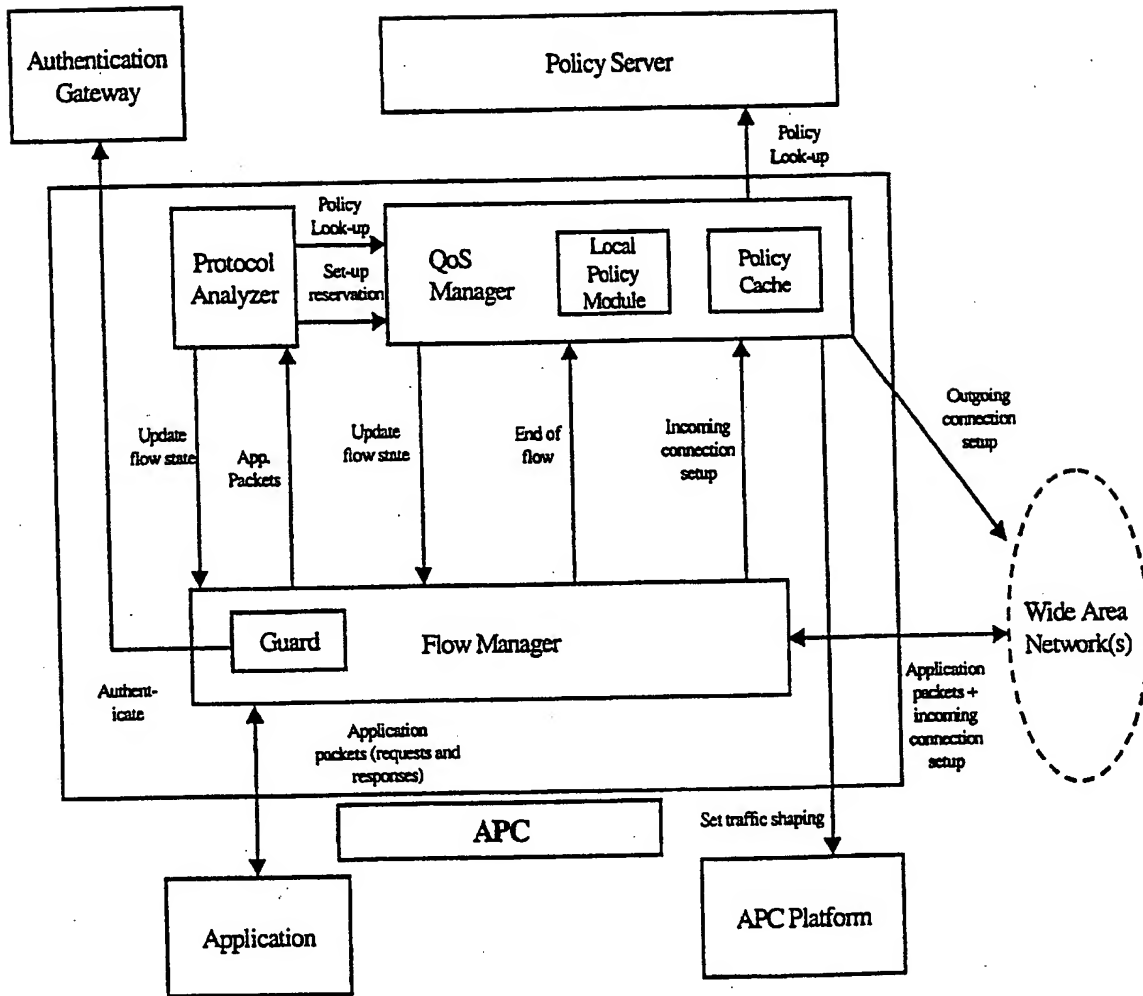 Authentication
Gateway
Policy Server
Policy
Look-up
Policy
Look-up
Set-up
reservation
Protocol
Analyzer
QoS
Manager
Local
Policy
Module
Policy
Cache
Update
flow state
App.
Packets
Update
flow state
End of
flow
Incoming
connection
setup
Outgoing
connection
setup
Guard
Flow Manager
Wide Area
Network(s)
Authent-
icate
Application
packets (requests and
responses)
Application
packets +
incoming
connection
setup
APC
Set traffic shaping
Application
APC Platform